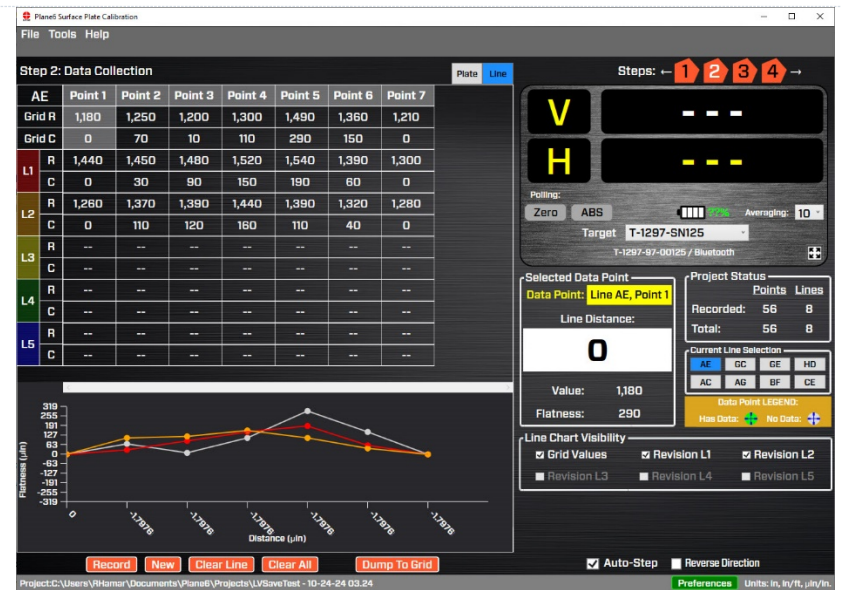 Plane6 Surface Plate Calibration
File Tools Help
Step 2: Data Collection
Plate Line
AE Point 1 Point 2 Point 3 Point 4 Point 5 Point 6 Point 7
Grid R 1,180 1,250 1,200 1,300 1,490 1,360 1,210
Grid C 0 70 10 110 290 150 0
L1 R 1,440 1,450 1,480 1,520 1,540 1,390 1,300
C 0 30 90 150 190 60 0
L2 R 1,260 1,370 1,390 1,440 1,390 1,320 1,280
C 0 110 120 160 110 40 0
L3 R -- -- -- -- -- -- --
C -- -- -- -- -- -- --
L4 R -- -- -- -- -- -- --
C -- -- -- -- -- -- --
L5 R -- -- -- -- -- -- --
C -- -- -- -- -- -- --
319
255
191
127
63
0
-63
-127
-191
-255
-319
Flatness (µin)
0 -1.7976 -1.7976 -1.7976 -1.7976 -1.7976 -1.7976
Distance (µin)
Record New Clear Line Clear All Dump To Grid
Steps: ← 1 2 3 4 →
V - - -
H - - -
Polling:
Zero ABS 77% Averaging: 10
Target T-1297-SN125
T-1297-97-00125 / Bluetooth
Selected Data Point
Data Point: Line AE, Point 1
Line Distance:
0
Value: 1,180
Flatness: 290
Project Status
Points Lines
Recorded: 56 8
Total: 56 8
Current Line Selection
AE GC GE HD
AC AG BF CE
Data Point LEGEND:
Has Data: No Data:
Line Chart Visibility
Grid Values Revision L1 Revision L2
Revision L3 Revision L4 Revision L5
Auto-Step Reverse Direction
Project:C:\Users\RHamar\Documents\Plane6\Projects\LVSaveTest - 10-24-24 03.24
Preferences Units: in, in/ft, µin/in.